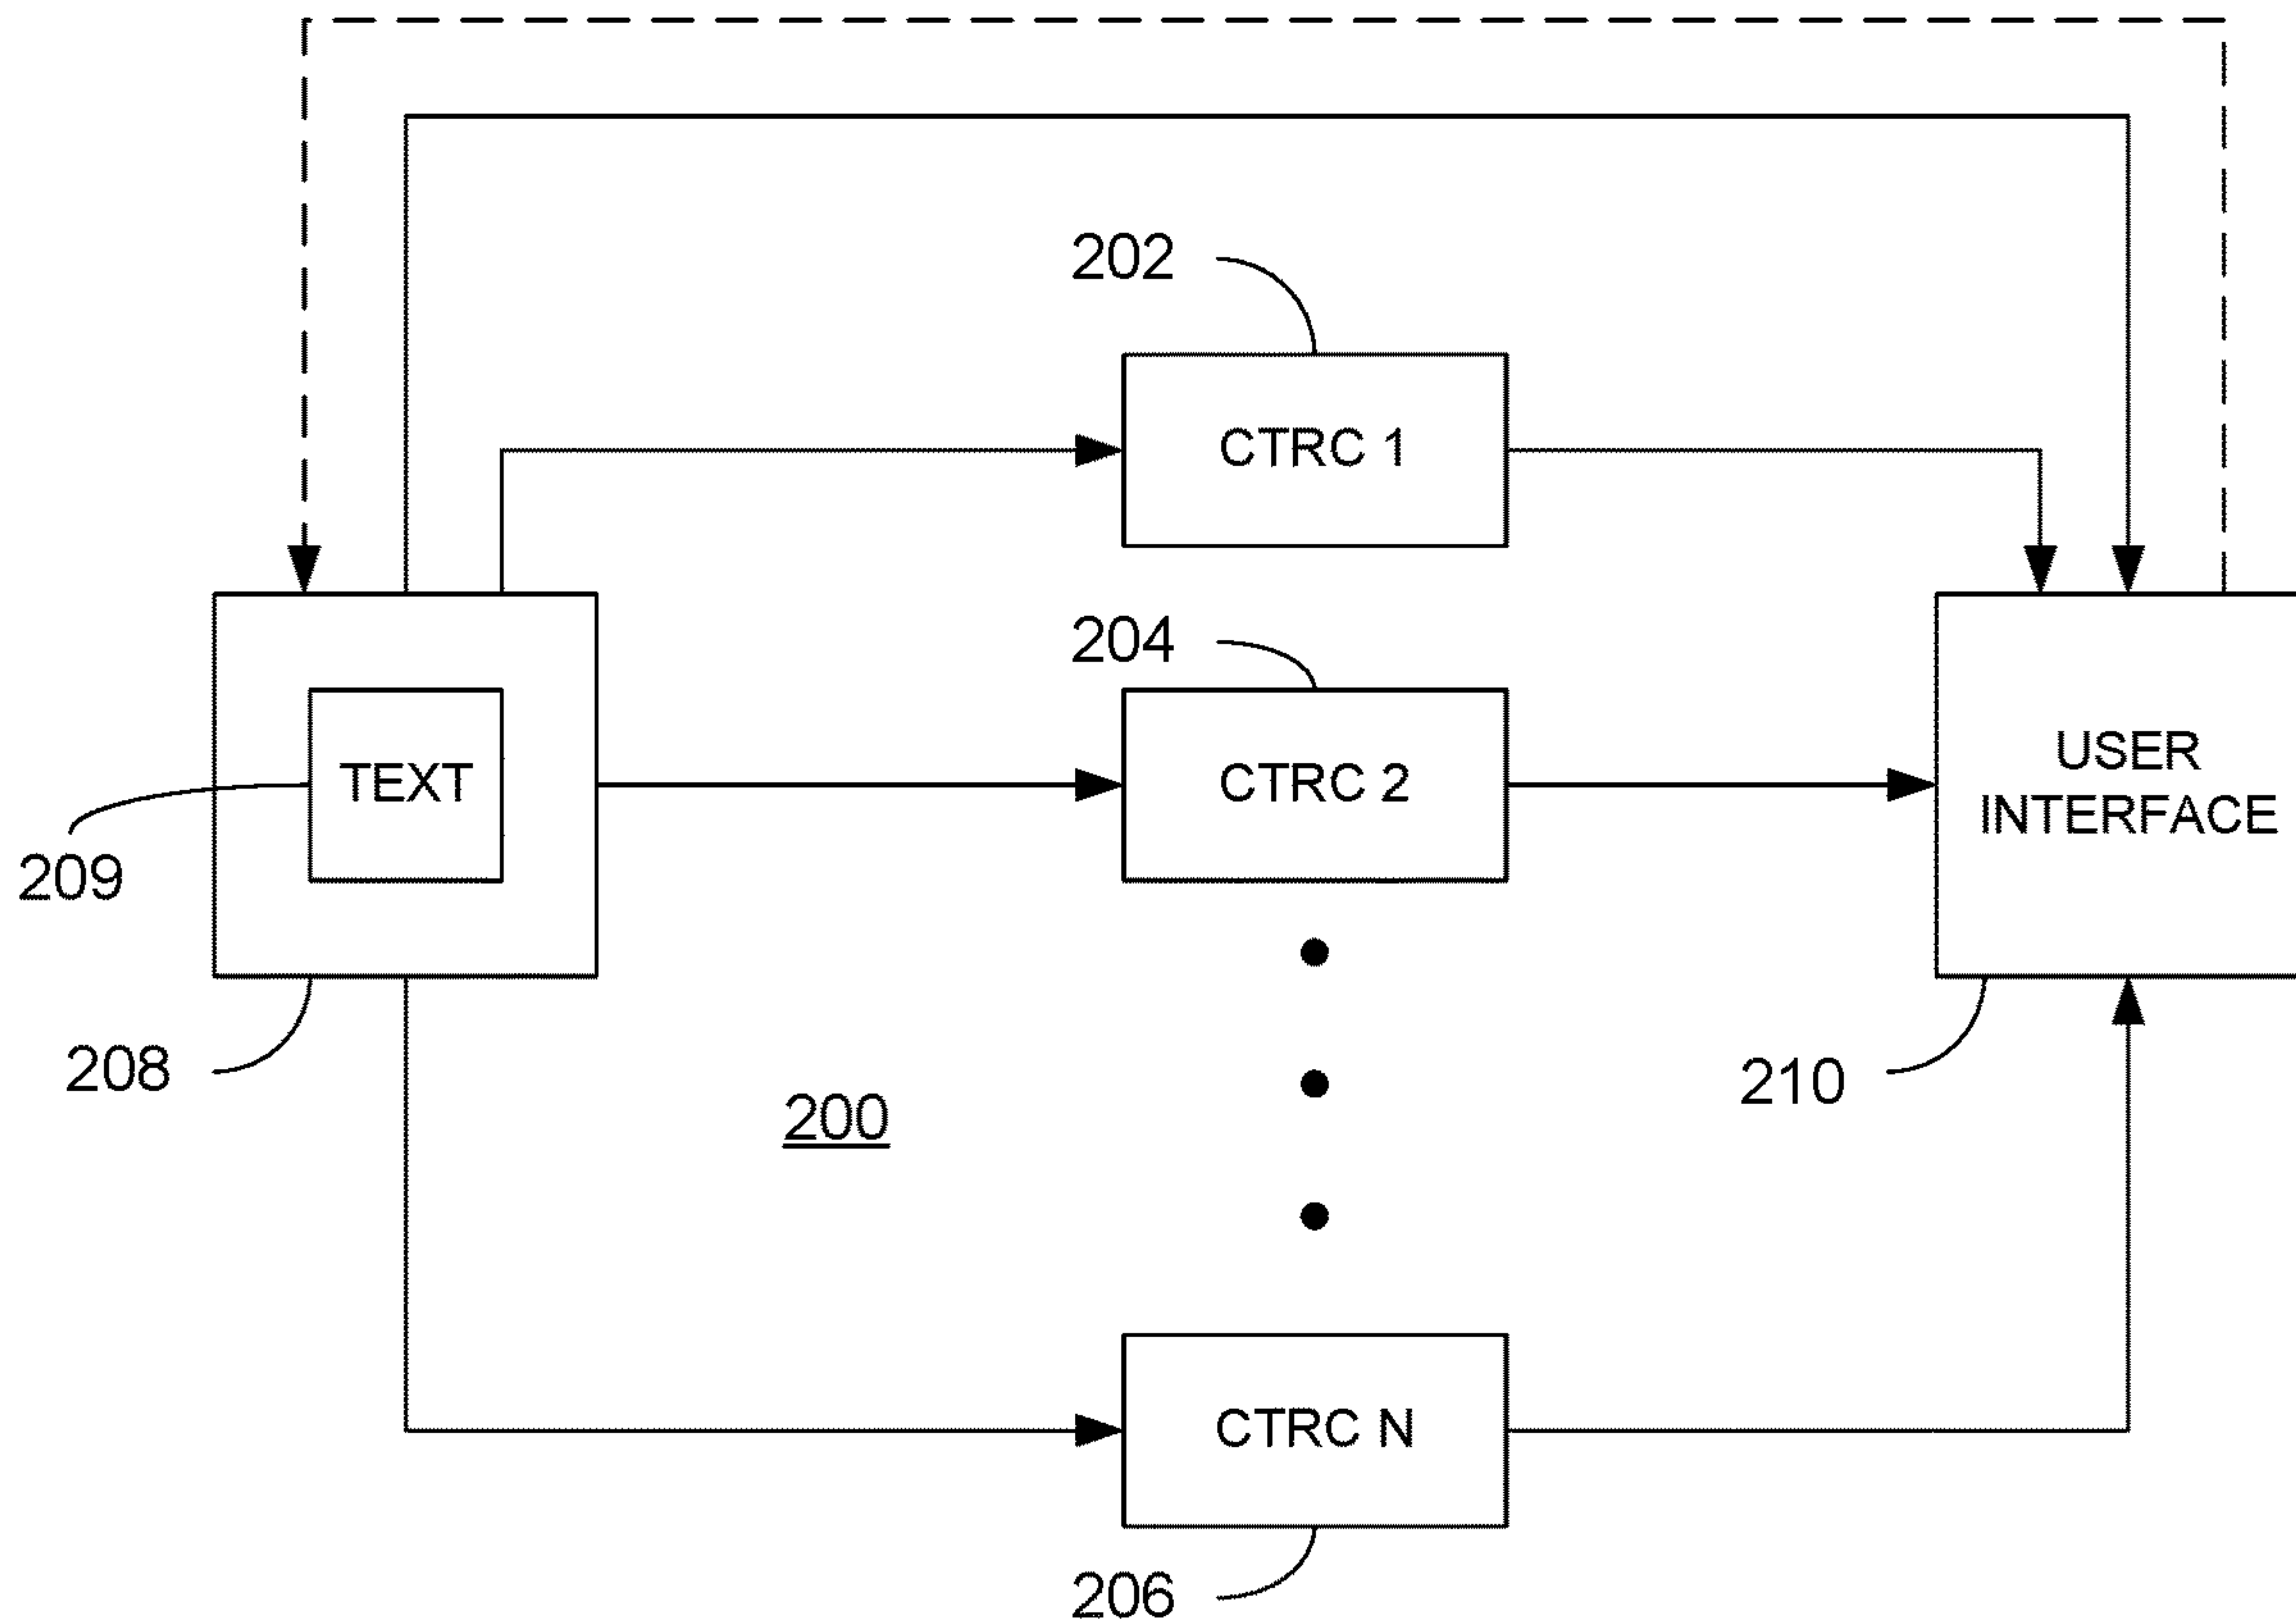 202
CTRC 1
204
CTRC 2
TEXT
USER
INTERFACE
209
208
200
210
CTRC N
206